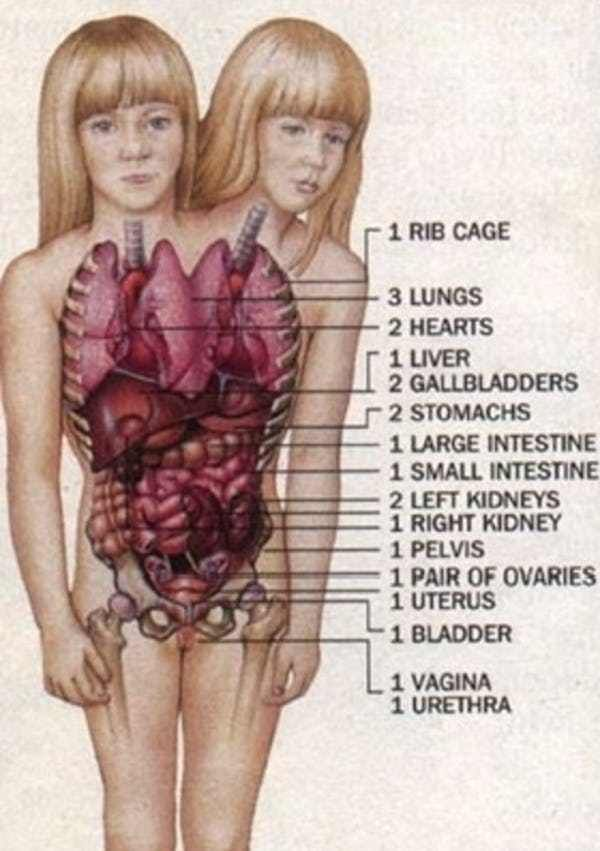 1 RIB CAGE
3 LUNGS
2 HEARTS
1 LIVER
2 GALLBLADDERS
2 STOMACHS
1 LARGE INTESTINE
1 SMALL INTESTINE
2 LEFT KIDNEYS
1 RIGHT KIDNEY
1 PELVIS
1 PAIR OF OVARIES
1 UTERUS
1 BLADDER
1 VAGINA
1 URETHRA